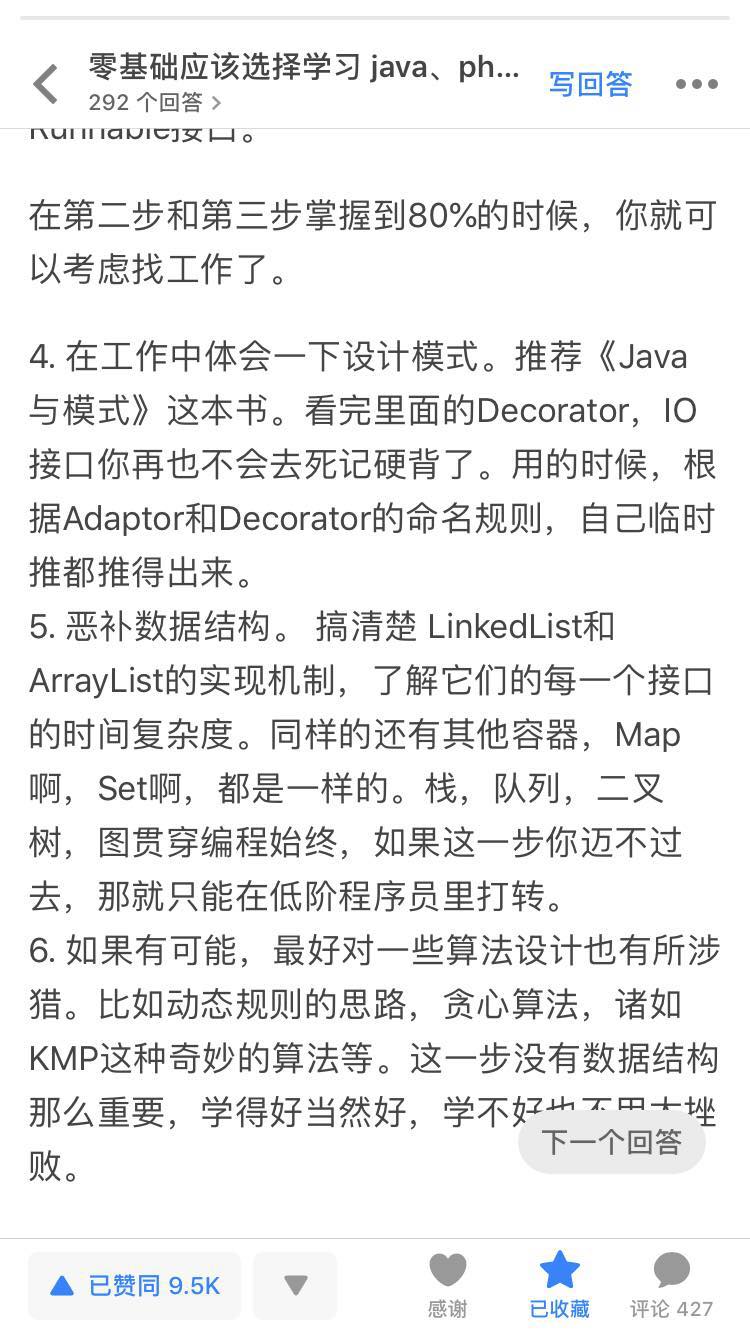 零基础应该选择学习 java、ph...
写回答
292 个回答
Runnable接口。
在第二步和第三步掌握到80%的时候，你就可
以考虑找工作了。
4. 在工作中体会一下设计模式。推荐《Java
与模式》这本书。看完里面的Decorator，IO
接口你再也不会去死记硬背了。用的时候，根
据Adaptor和Decorator的命名规则，自己临时
推都推得出来。
5. 恶补数据结构。 搞清楚 LinkedList和
ArrayList的实现机制，了解它们的每一个接口
的时间复杂度。同样的还有其他容器，Map
啊，Set啊，都是一样的。栈，队列，二叉
树，图贯穿编程始终，如果这一步你迈不过
去，那就只能在低阶程序员里打转。
6. 如果有可能，最好对一些算法设计也有所涉
猎。比如动态规则的思路，贪心算法，诸如
KMP这种奇妙的算法等。这一步没有数据结构
那么重要，学得好当然好，学不好也不用太挫
败。
下一个回答
已赞同 9.5K
感谢
已收藏
评论 427